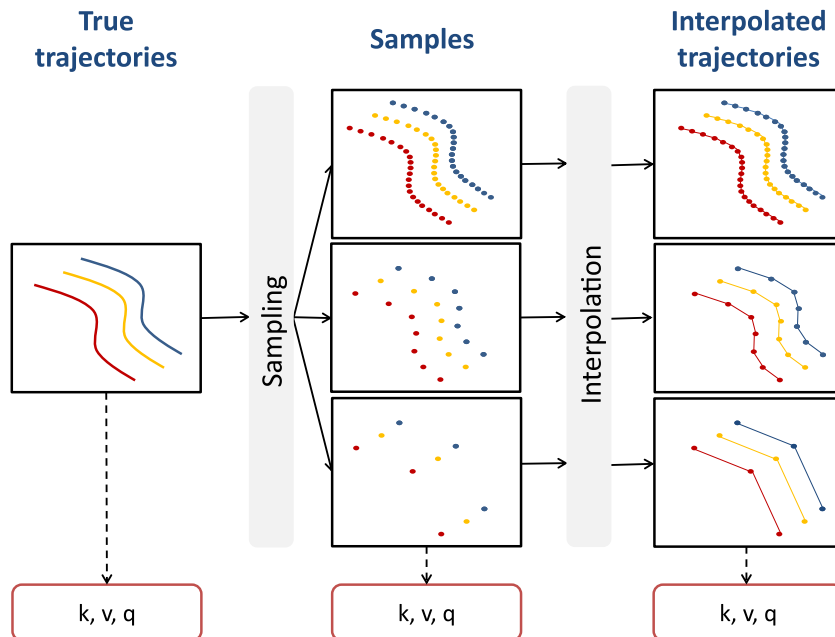 True
trajectories
Samples
Interpolated
trajectories
Sampling
Interpolation
k, v, q
k, v, q
k, v, q